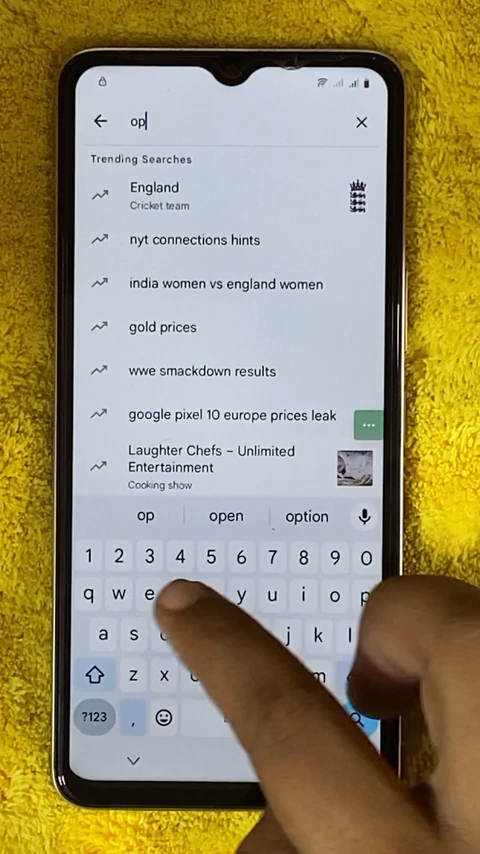 op
Trending Searches
England
Cricket team
nyt connections hints
india women vs england women
gold prices
wwe smackdown results
google pixel 10 europe prices leak
Laughter Chefs – Unlimited
Entertainment
Cooking show
op open option
1 2 3 4 5 6 7 8 9 0
q w e y u i o p
a s j k l
z x m
?123 ,